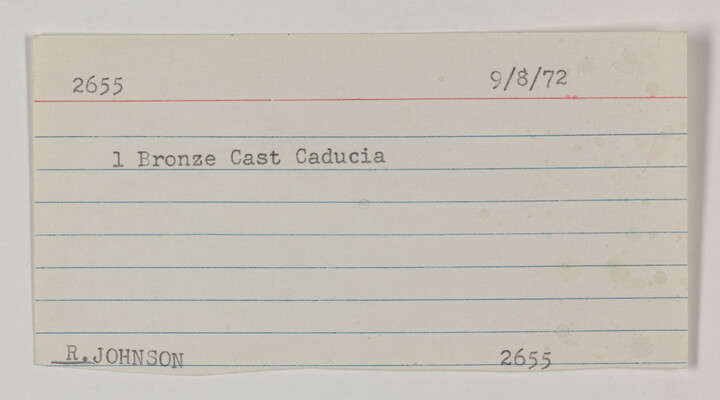 2655 9/8/72
1 Bronze Cast Caducia
R.JOHNSON 2655